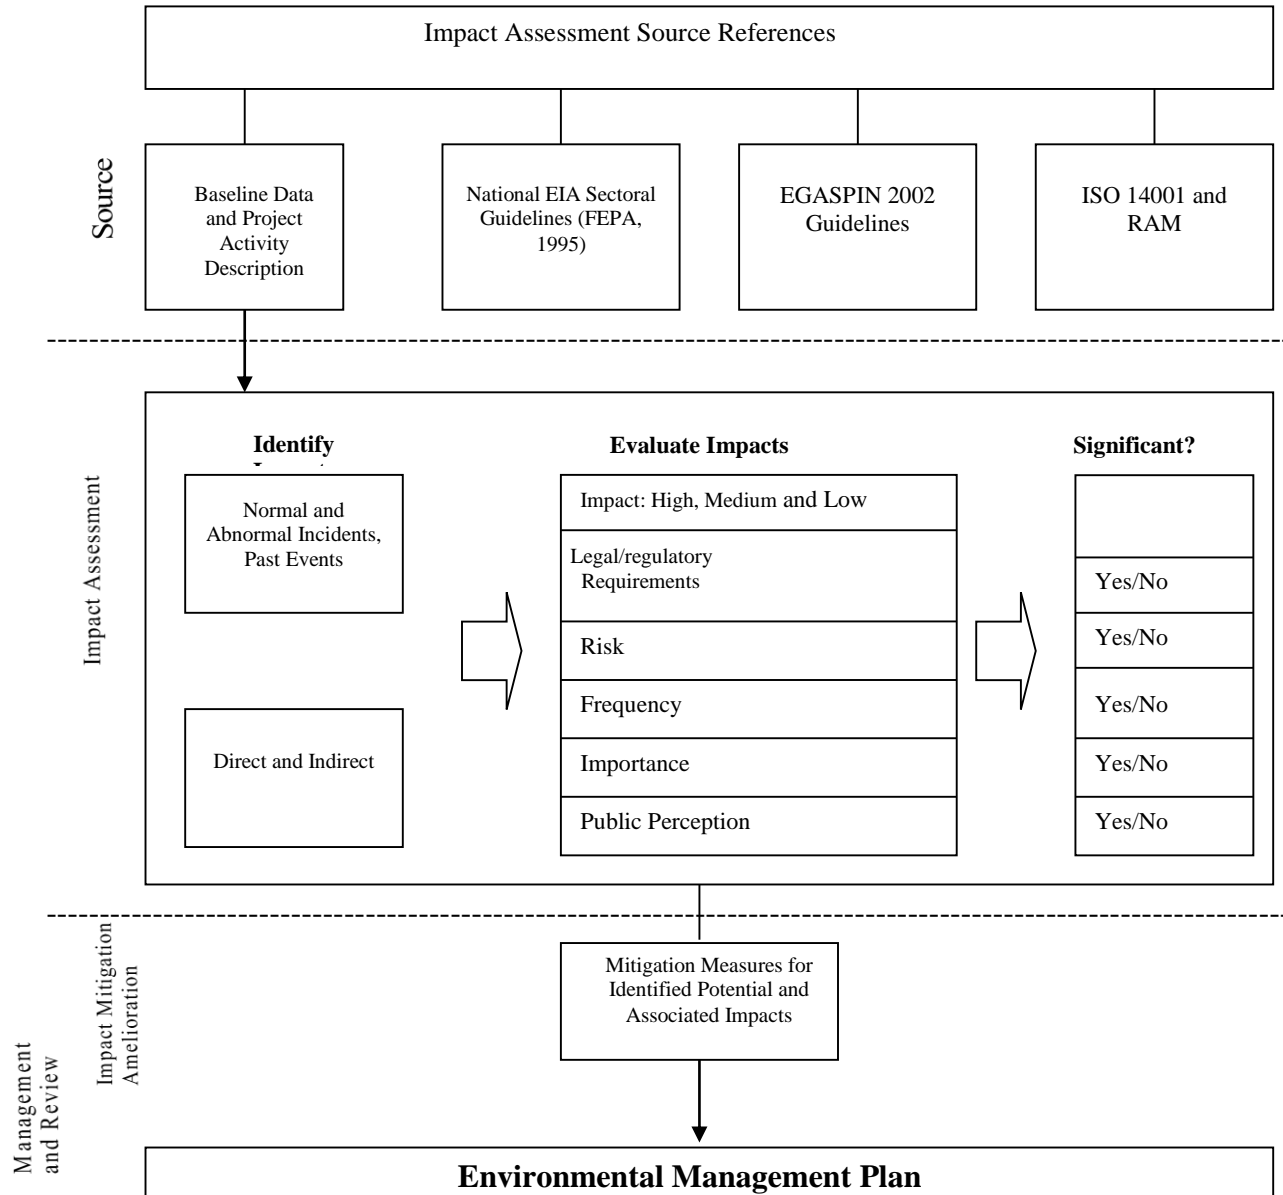 Impact Assessment Source References
Source
Baseline Data
and Project
Activity
Description
National EIA Sectoral
Guidelines (FEPA,
1995)
EGASPIN 2002
Guidelines
ISO 14001 and
RAM
Impact Assessment
Identify
Evaluate Impacts
Significant?
Normal and
Abnormal Incidents,
Past Events
Direct and Indirect
Impact: High, Medium and Low
Legal/regulatory
Requirements
Risk
Frequency
Importance
Public Perception
Yes/No
Yes/No
Yes/No
Yes/No
Yes/No
Impact Mitigation
Amelioration
Mitigation Measures for
Identified Potential and
Associated Impacts
Management
and Review
Environmental Management Plan